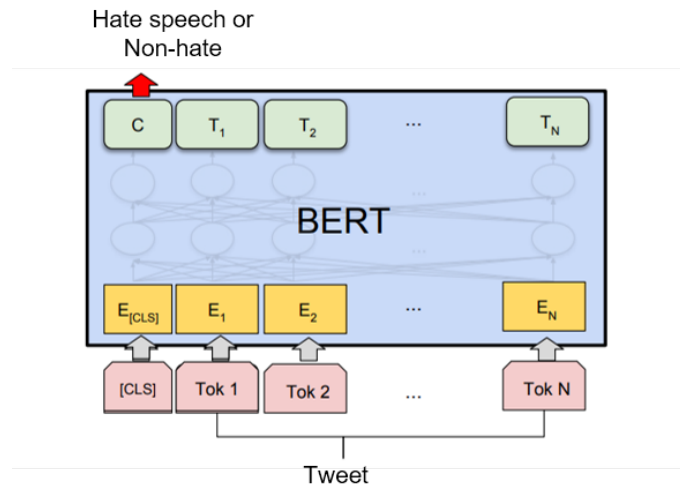 Hate speech or
Non-hate
C T1 T2 ... TN
...
BERT
...
E[CLS] E1 E2 ... EN
[CLS] Tok 1 Tok 2 ... Tok N
Tweet